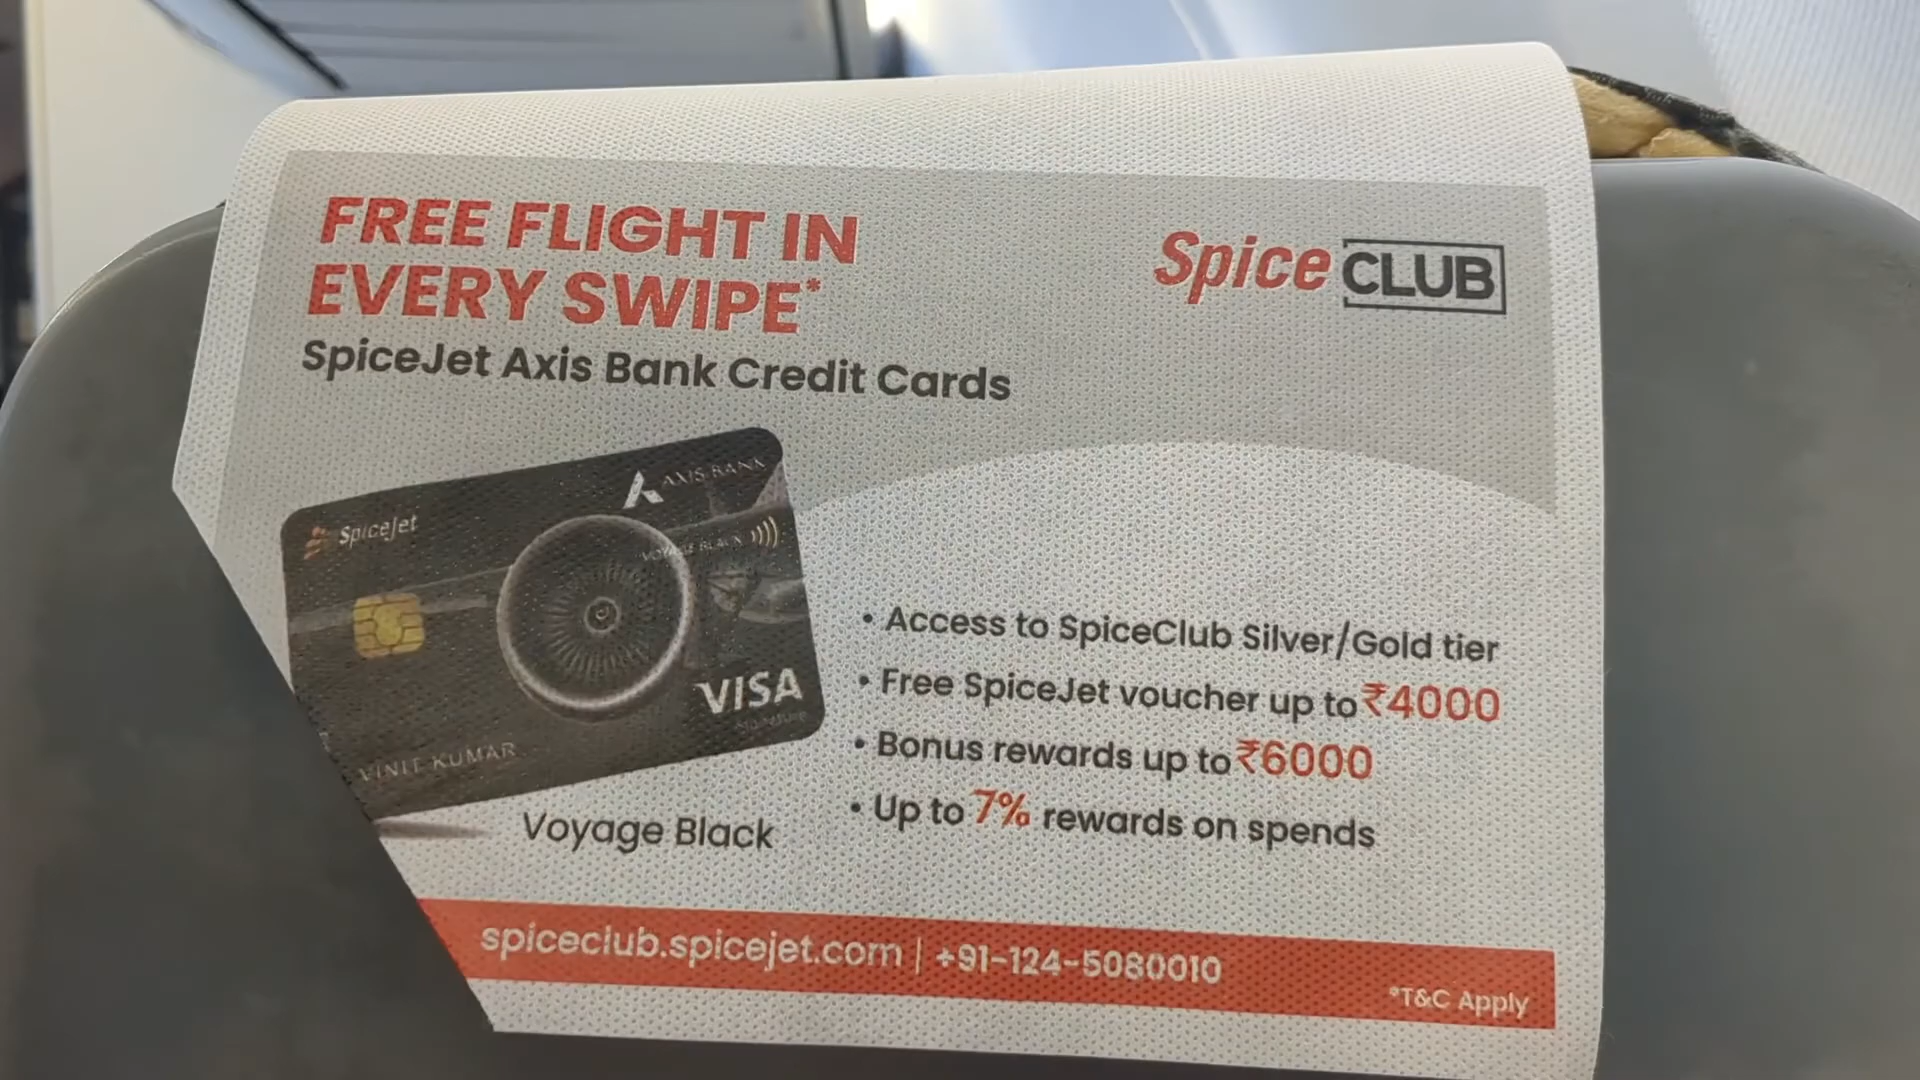 FREE FLIGHT IN
EVERY SWIPE*
SpiceJet Axis Bank Credit Cards
Spice CLUB
AXIS BANK
SpiceJet
VOYAGE BLACK
VISA
VINIT KUMAR
Voyage Black
• Access to SpiceClub Silver/Gold tier
• Free SpiceJet voucher up to ₹4000
• Bonus rewards up to ₹6000
• Up to 7% rewards on spends
spiceclub.spicejet.com | +91-124-5080010
*T&C Apply